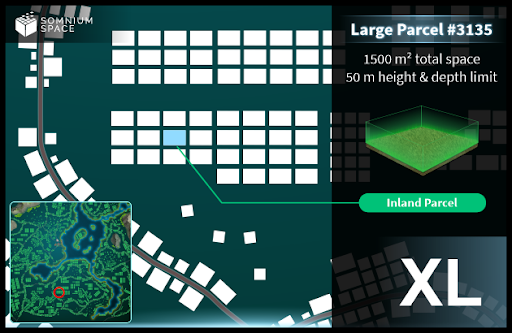 SOMNIUM
SPACE
Large Parcel #3135
1500 m² total space
50 m height & depth limit
Inland Parcel
XL